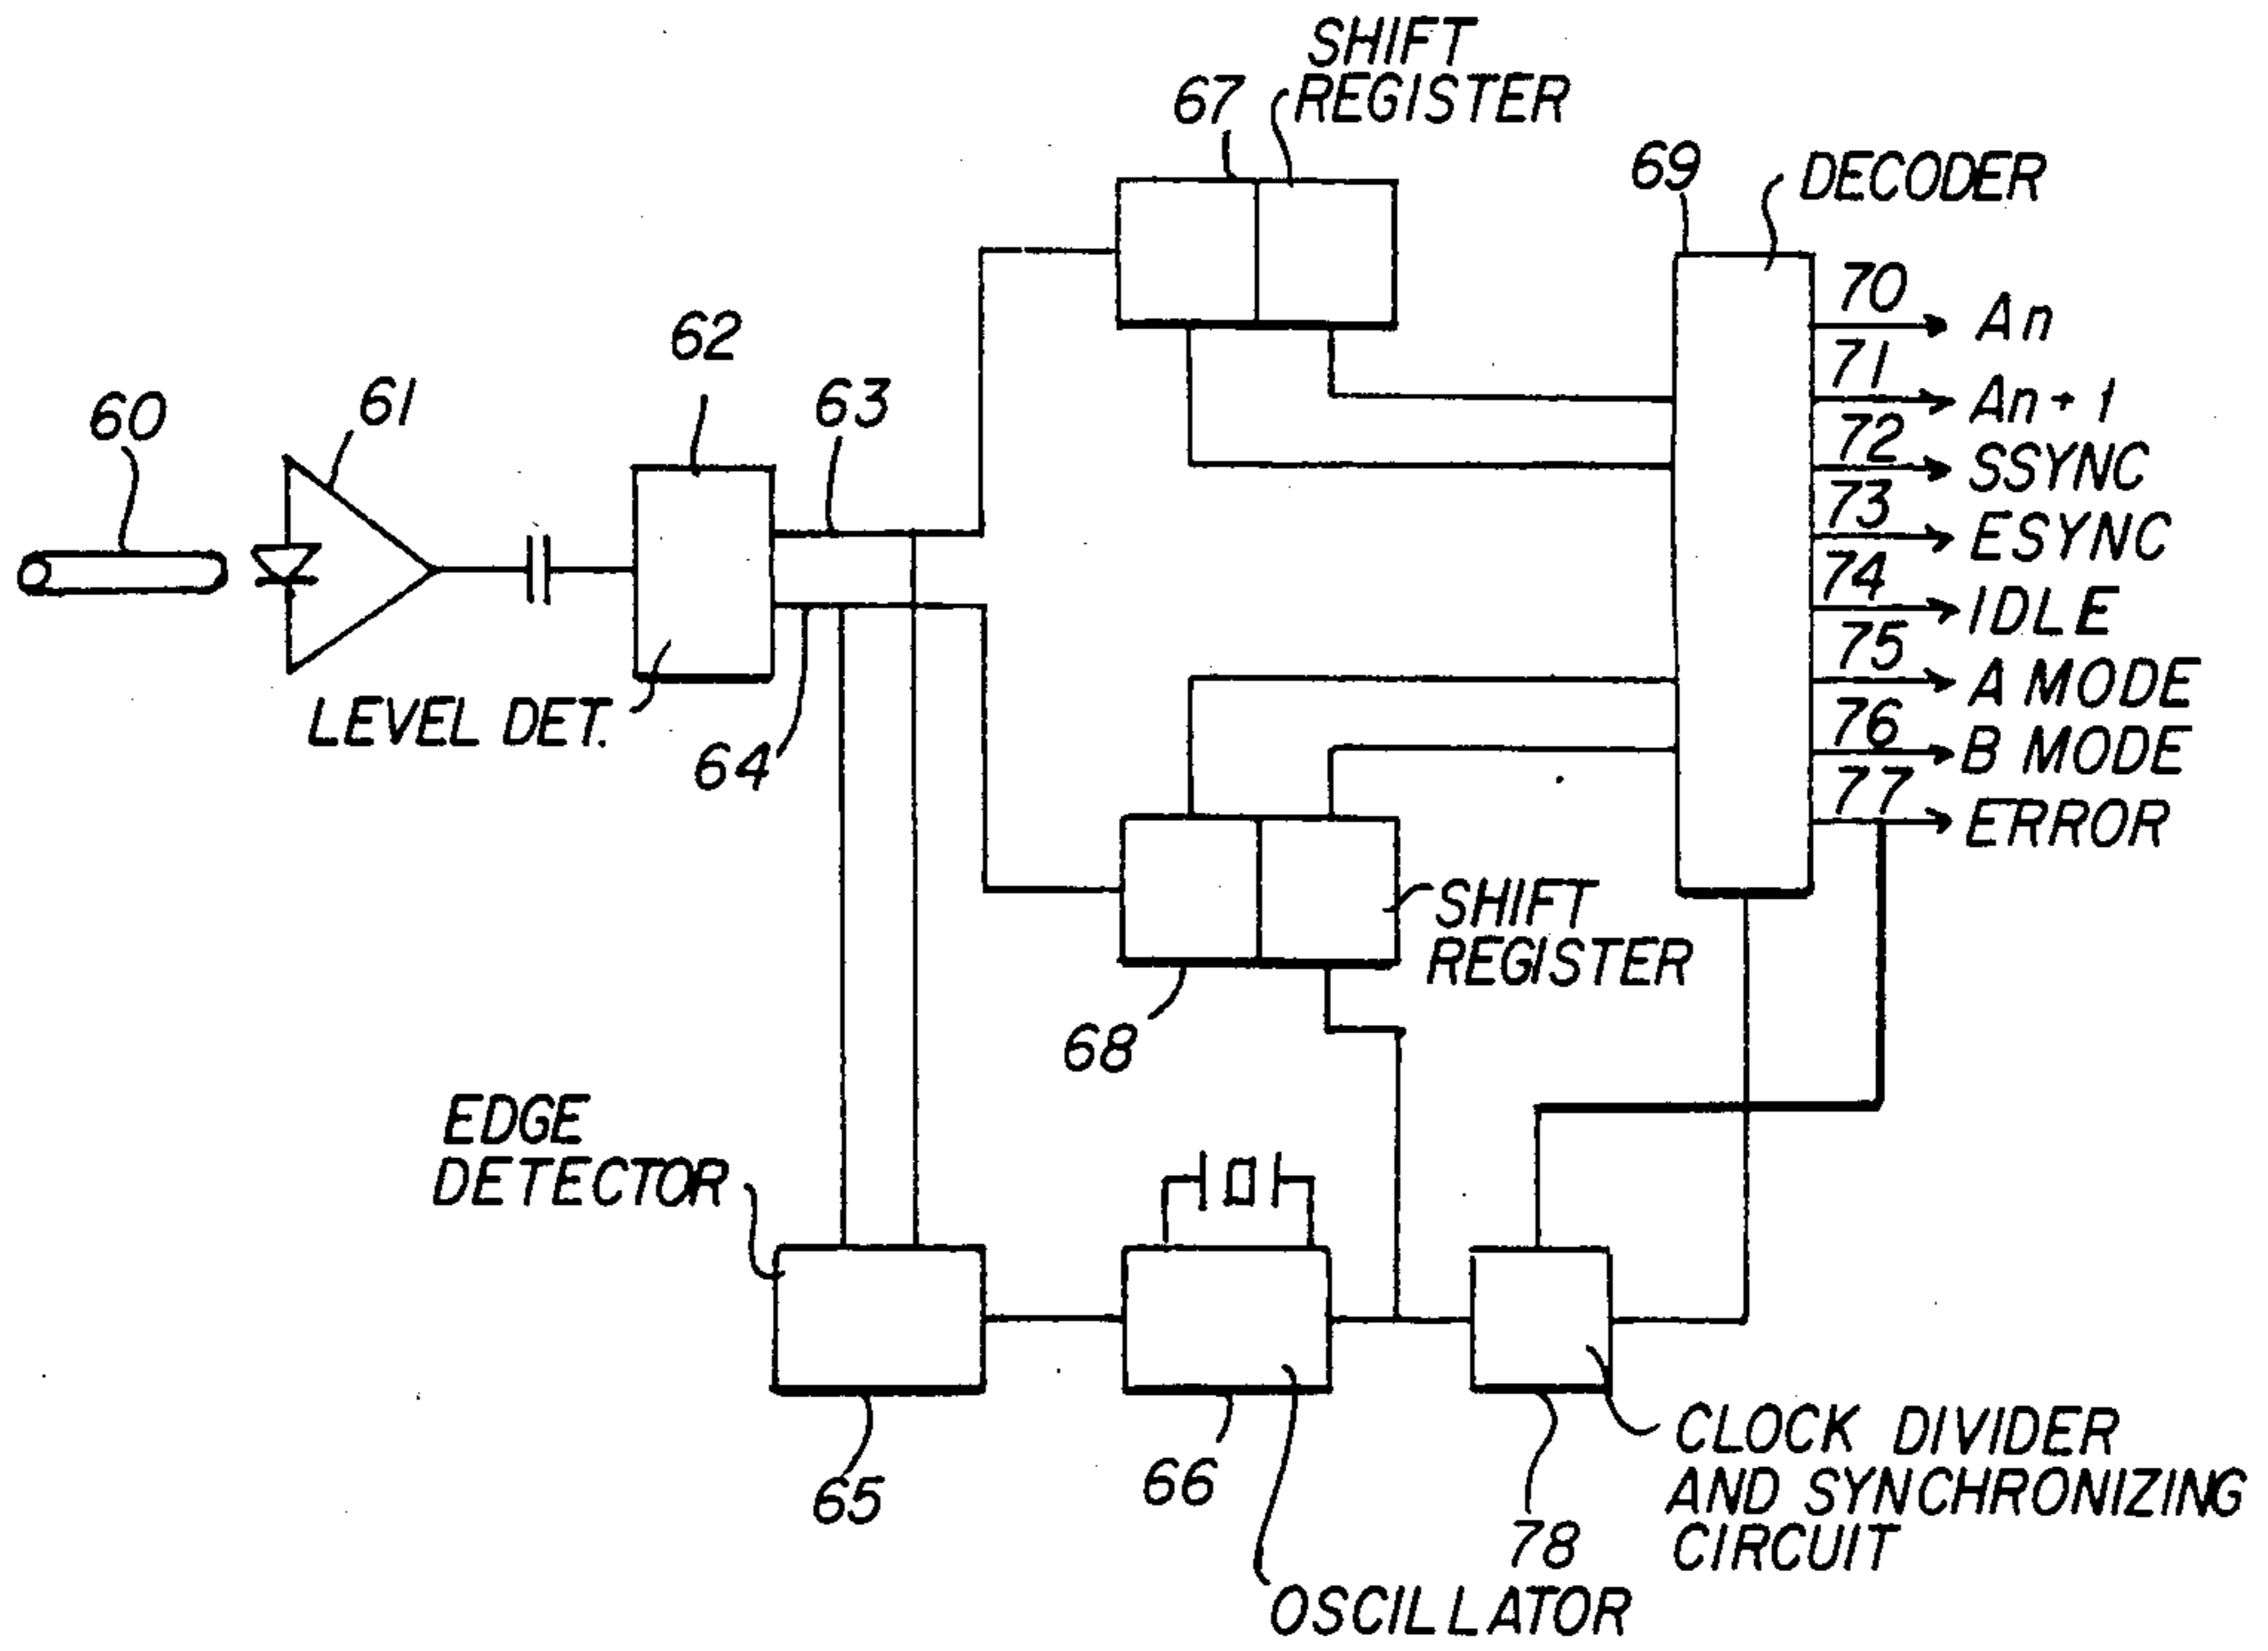 SHIFT
REGISTER
67
69
DECODER
70
An
62
71
An + 1
60
61
63
72
SSYNC
73
ESYNC
74
IDLE
75
A MODE
LEVEL DET.
64
76
B MODE
77
ERROR
SHIFT
REGISTER
68
EDGE
DETECTOR
65
66
78
CLOCK DIVIDER
AND SYNCHRONIZING
CIRCUIT
OSCILLATOR